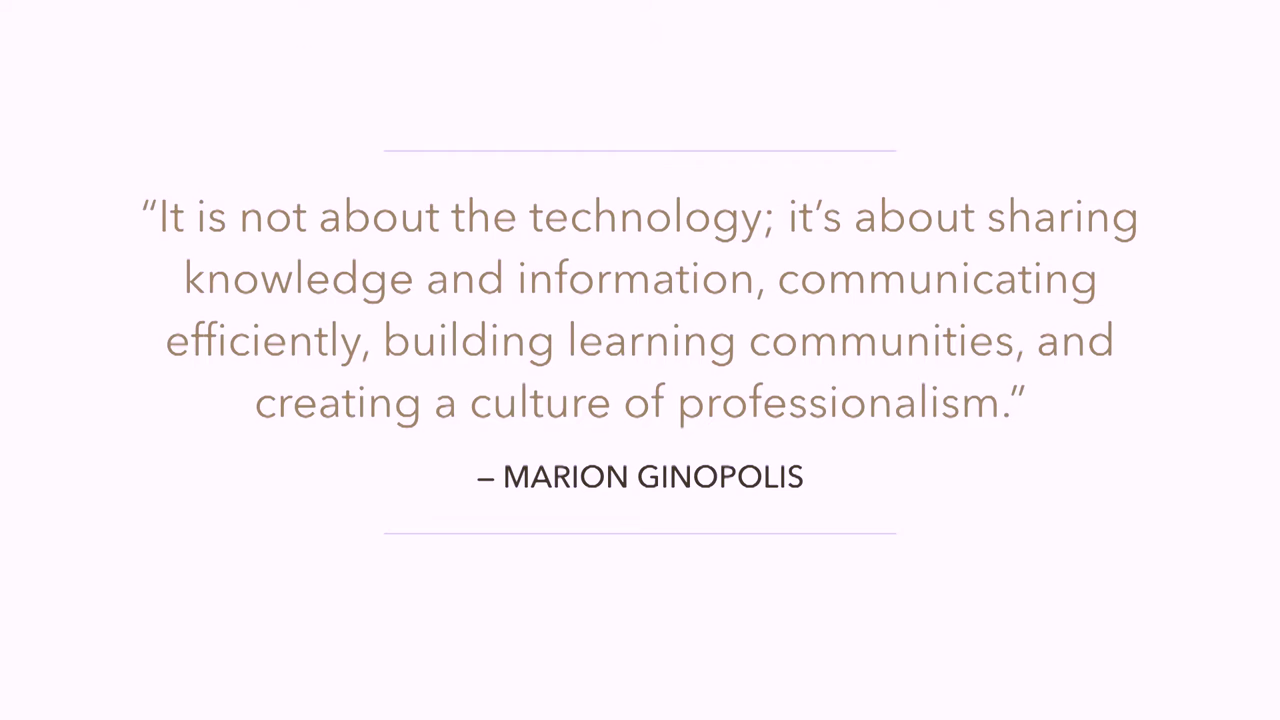 “It is not about the technology; it’s about sharing
knowledge and information, communicating
efficiently, building learning communities, and
creating a culture of professionalism.”
– MARION GINOPOLIS